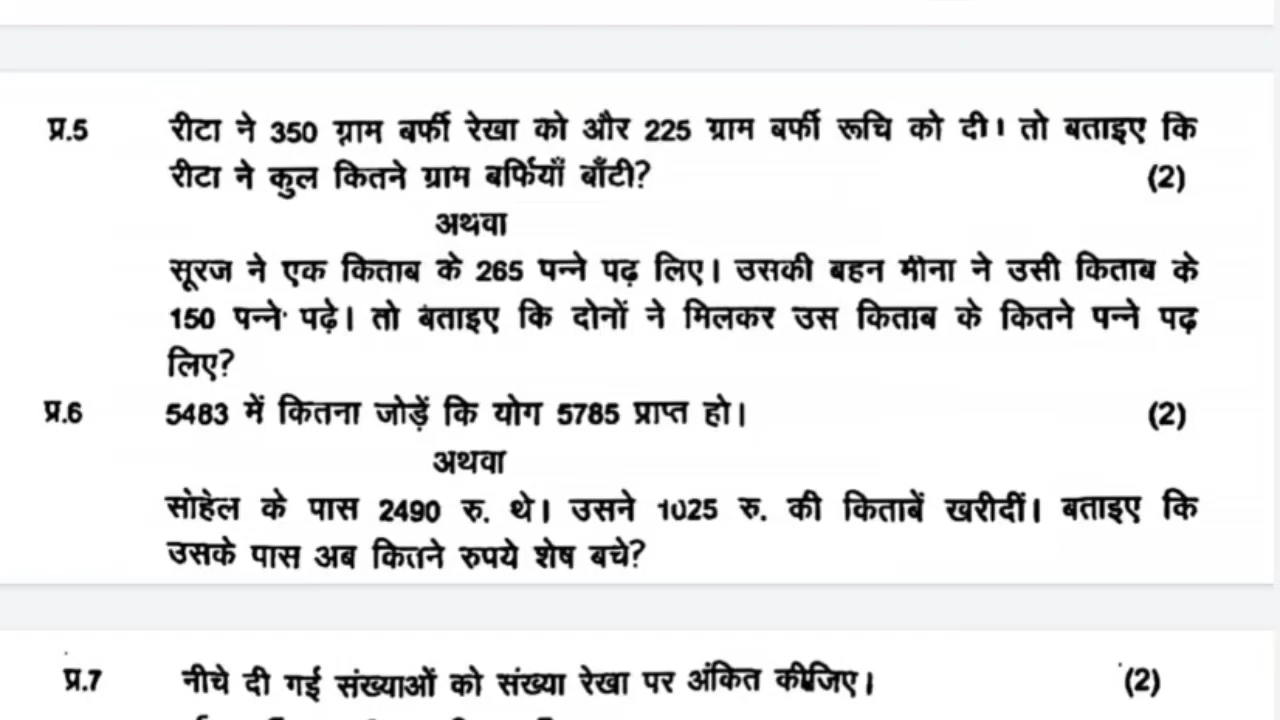 प्र.5 रीटा ने 350 ग्राम बर्फी रेखा को और 225 ग्राम बर्फी रूचि को दी। तो बताइए कि
रीटा ने कुल कितने ग्राम बर्फियाँ बाँटी? (2)
अथवा
सूरज ने एक किताब के 265 पन्ने पढ़ लिए। उसकी बहन मीना ने उसी किताब के
150 पन्ने पढ़े। तो बताइए कि दोनों ने मिलकर उस किताब के कितने पन्ने पढ़
लिए?
प्र.6 5483 में कितना जोड़ें कि योग 5785 प्राप्त हो। (2)
अथवा
सोहेल के पास 2490 रु. थे। उसने 1025 रु. की किताबें खरीदीं। बताइए कि
उसके पास अब कितने रुपये शेष बचे?
प्र.7 नीचे दी गई संख्याओं को संख्या रेखा पर अंकित कीजिए। (2)